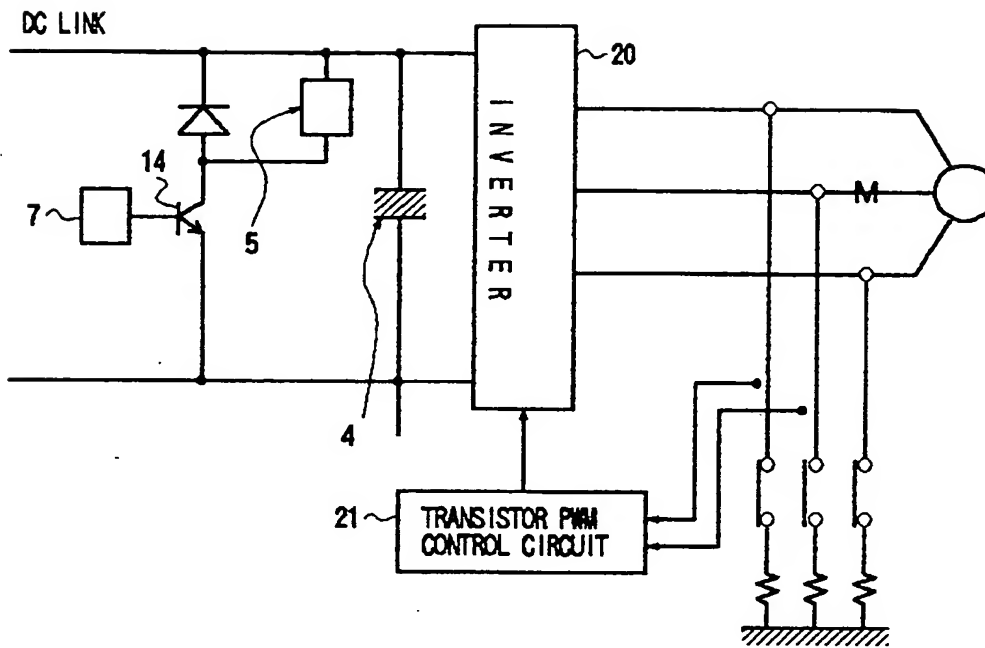 DC LINK
20
INVERTER
14
7
5
M
4
21
TRANSISTOR PWM
CONTROL CIRCUIT